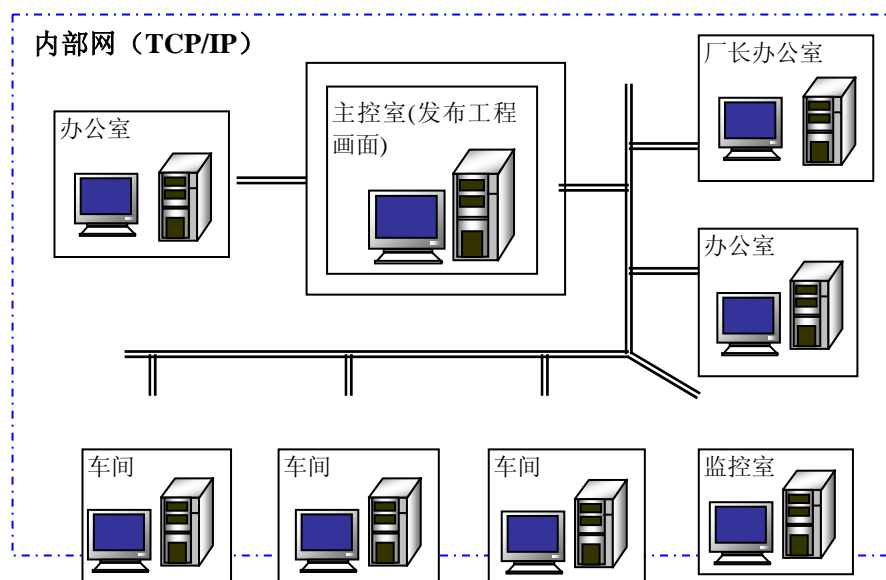 内部网（TCP/IP）
厂长办公室
办公室
主控室(发布工程
画面)
办公室
车间
车间
车间
监控室